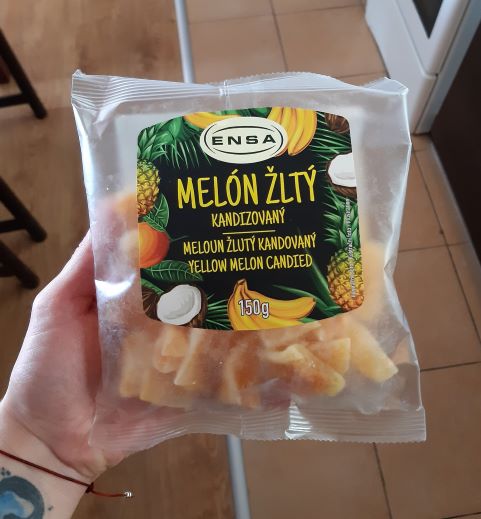 ENSA
MELÓN ŽLTÝ
KANDIZOVANÝ
MELOUN ŽLUTÝ KANDOVANÝ
YELLOW MELON CANDIED
150g